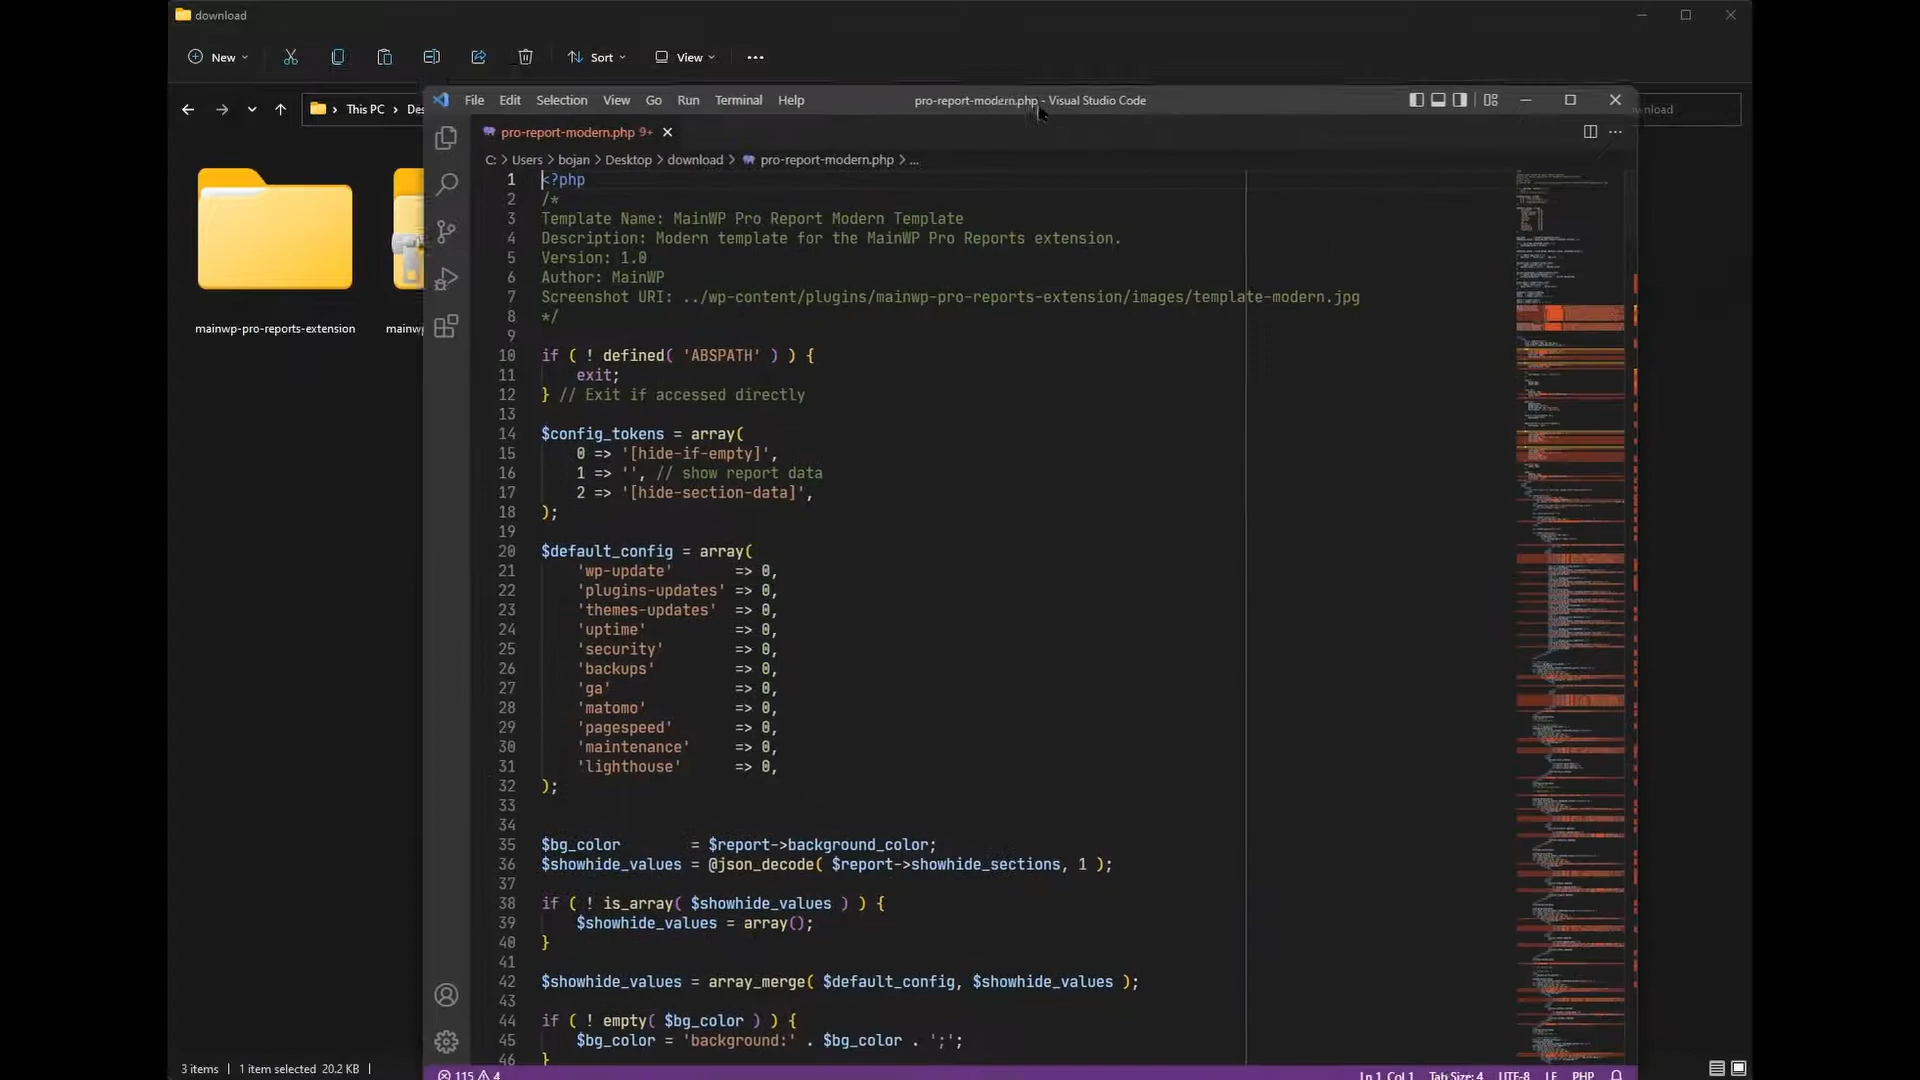 download
New
Sort
View
This PC
File Edit Selection View Go Run Terminal Help
pro-report-modern.php - Visual Studio Code
pro-report-modern.php 9+
C: > Users > bojan > Desktop > download > pro-report-modern.php > ...
mainwp-pro-reports-extension
1 <?php
2 /*
3 Template Name: MainWP Pro Report Modern Template
4 Description: Modern template for the MainWP Pro Reports extension.
5 Version: 1.0
6 Author: MainWP
7 Screenshot URI: ../wp-content/plugins/mainwp-pro-reports-extension/images/template-modern.jpg
8 */
9
10 if ( ! defined( 'ABSPATH' ) ) {
11 exit;
12 } // Exit if accessed directly
13
14 $config_tokens = array(
15 0 => '[hide-if-empty]',
16 1 => '', // show report data
17 2 => '[hide-section-data]',
18 );
19
20 $default_config = array(
21 'wp-update' => 0,
22 'plugins-updates' => 0,
23 'themes-updates' => 0,
24 'uptime' => 0,
25 'security' => 0,
26 'backups' => 0,
27 'ga' => 0,
28 'matomo' => 0,
29 'pagespeed' => 0,
30 'maintenance' => 0,
31 'lighthouse' => 0,
32 );
33
34
35 $bg_color = $report->background_color;
36 $showhide_values = @json_decode( $report->showhide_sections, 1 );
37
38 if ( ! is_array( $showhide_values ) ) {
39 $showhide_values = array();
40 }
41
42 $showhide_values = array_merge( $default_config, $showhide_values );
43
44 if ( ! empty( $bg_color ) ) {
45 $bg_color = 'background:' . $bg_color . ';';
46 }
3 items 1 item selected 20.2 KB
115 4
Ln 1, Col 1 Tab Size: 4 UTF-8 LF PHP